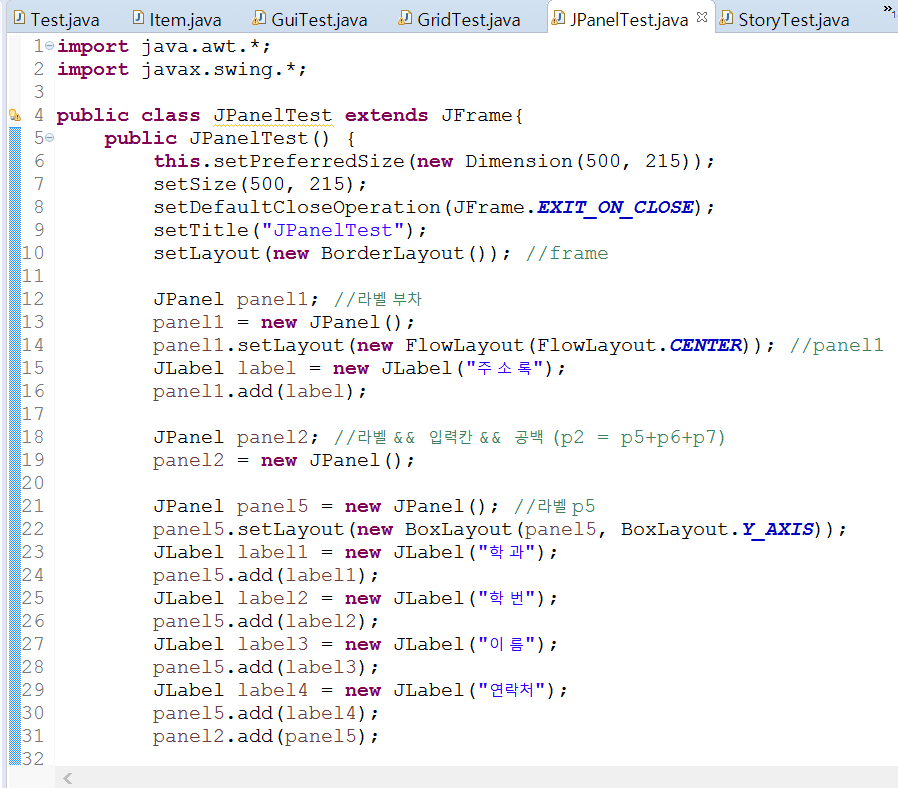 Test.java Item.java GuiTest.java GridTest.java JPanelTest.java StoryTest.java »1
1 import java.awt.*;
2 import javax.swing.*;
3
4 public class JPanelTest extends JFrame{
5 public JPanelTest() {
6 this.setPreferredSize(new Dimension(500, 215));
7 setSize(500, 215);
8 setDefaultCloseOperation(JFrame.EXIT_ON_CLOSE);
9 setTitle("JPanelTest");
10 setLayout(new BorderLayout()); //frame
11
12 JPanel panel1; //라벨 부차
13 panel1 = new JPanel();
14 panel1.setLayout(new FlowLayout(FlowLayout.CENTER)); //panel1
15 JLabel label = new JLabel("주 소 록");
16 panel1.add(label);
17
18 JPanel panel2; //라벨 && 입력칸 && 공백 (p2 = p5+p6+p7)
19 panel2 = new JPanel();
20
21 JPanel panel5 = new JPanel(); //라벨 p5
22 panel5.setLayout(new BoxLayout(panel5, BoxLayout.Y_AXIS));
23 JLabel label1 = new JLabel("학 과");
24 panel5.add(label1);
25 JLabel label2 = new JLabel("학 번");
26 panel5.add(label2);
27 JLabel label3 = new JLabel("이 름");
28 panel5.add(label3);
29 JLabel label4 = new JLabel("연락처");
30 panel5.add(label4);
31 panel2.add(panel5);
32